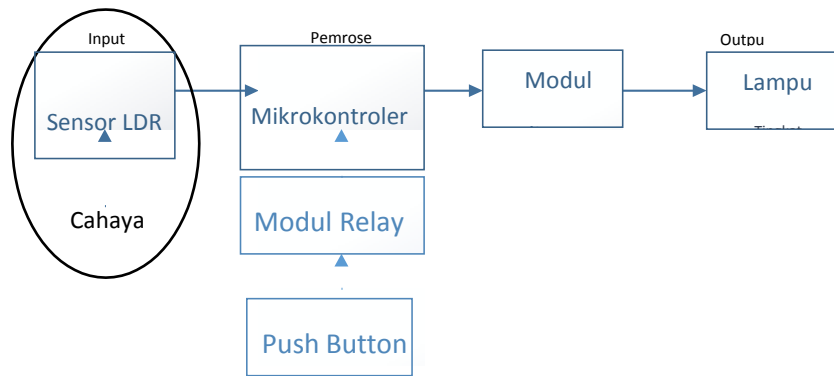 Input
Pemrose
Outpu
Sensor LDR
Mikrokontroler
Modul
Lampu
Cahaya
Modul Relay
Push Button